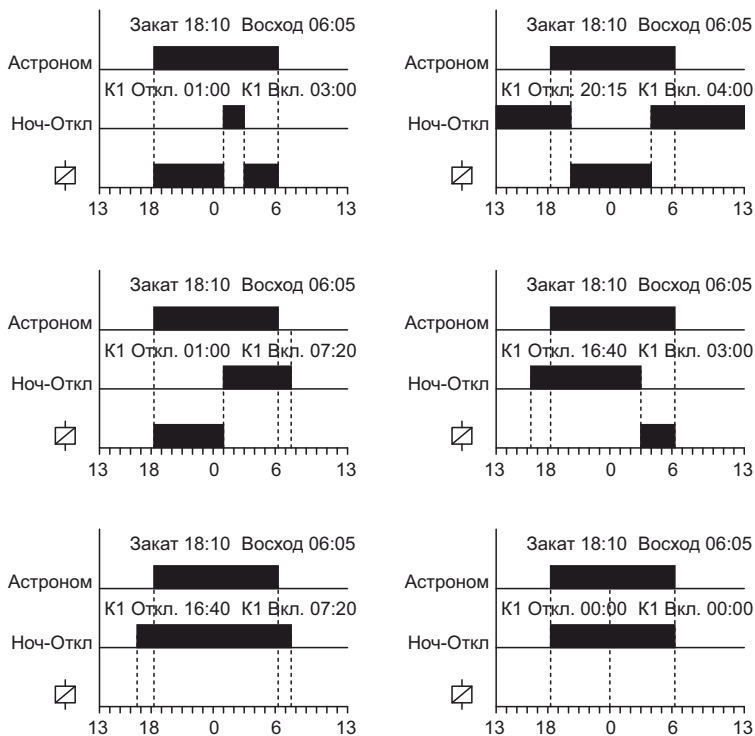 Закат 18:10 Восход 06:05
Астроном
К1 Откл. 01:00 К1 Вкл. 03:00
Ноч-Откл
13 18 0 6 13
Закат 18:10 Восход 06:05
Астроном
К1 Откл. 20:15 К1 Вкл. 04:00
Ноч-Откл
13 18 0 6 13
Закат 18:10 Восход 06:05
Астроном
К1 Откл. 01:00 К1 Вкл. 07:20
Ноч-Откл
13 18 0 6 13
Закат 18:10 Восход 06:05
Астроном
К1 Откл. 16:40 К1 Вкл. 03:00
Ноч-Откл
13 18 0 6 13
Закат 18:10 Восход 06:05
Астроном
К1 Откл. 16:40 К1 Вкл. 07:20
Ноч-Откл
13 18 0 6 13
Закат 18:10 Восход 06:05
Астроном
К1 Откл. 00:00 К1 Вкл. 00:00
Ноч-Откл
13 18 0 6 13